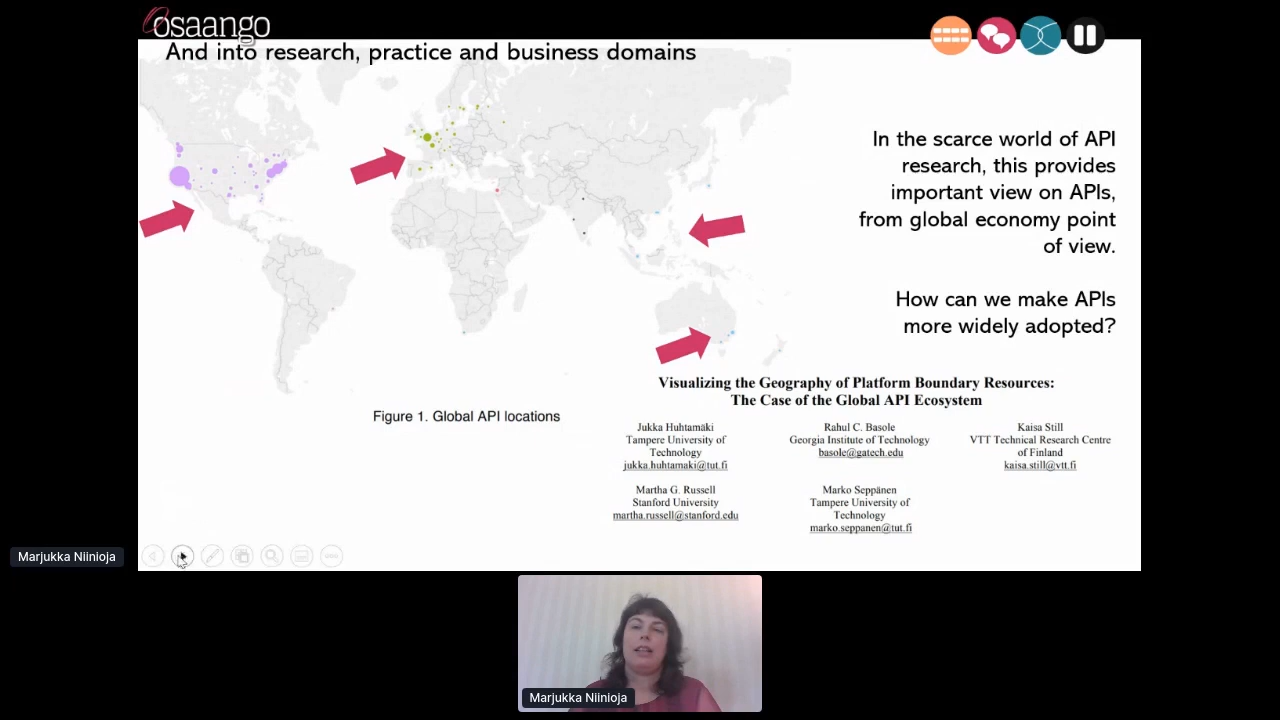 osaango
And into research, practice and business domains
In the scarce world of API
research, this provides
important view on APIs,
from global economy point
of view.
How can we make APIs
more widely adopted?
Figure 1. Global API locations
Visualizing the Geography of Platform Boundary Resources:
The Case of the Global API Ecosystem
Jukka Huhtamäki
Tampere University of
Technology
jukka.huhtamaki@tut.fi
Rahul C. Basole
Georgia Institute of Technology
basole@gatech.edu
Kaisa Still
VTT Technical Research Centre
of Finland
kaisa.still@vtt.fi
Martha G. Russell
Stanford University
martha.russell@stanford.edu
Marko Seppänen
Tampere University of
Technology
marko.seppanen@tut.fi
Marjukka Niinioja
Marjukka Niinioja